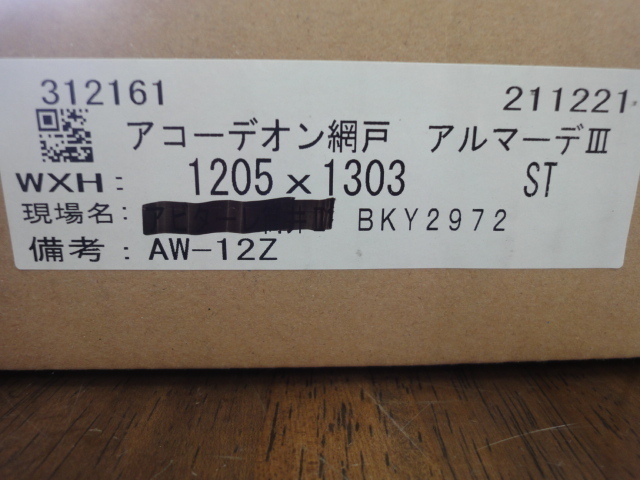 312161 211221
アコーデオン網戸 アルマーデⅢ
WXH: 1205×1303 ST
現場名: BKY2972
備考: AW-12Z